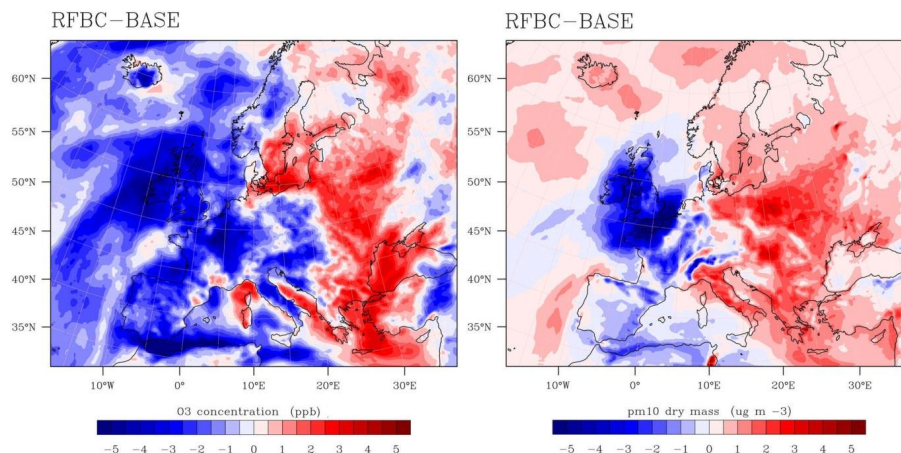 RFBC-BASE
60°N
55°N
50°N
45°N
40°N
35°N
10°W 0° 10°E 20°E 30°E
O3 concentration (ppb)
-5 -4 -3 -2 -1 0 1 2 3 4 5
RFBC-BASE
60°N
55°N
50°N
45°N
40°N
35°N
10°W 0° 10°E 20°E 30°E
pm10 dry mass (ug m -3)
-5 -4 -3 -2 -1 0 1 2 3 4 5